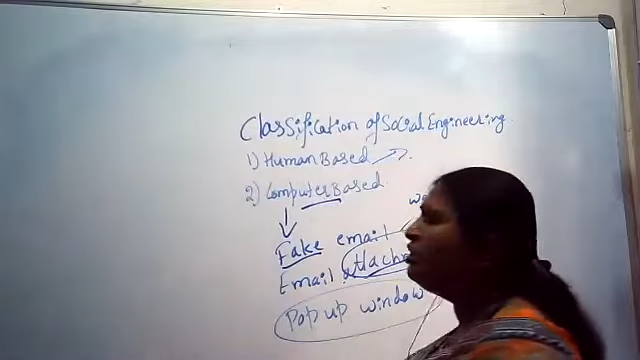 Classification of Social Engineering
1) Human Based
2) Computer Based
Fake email
Email
Pop up window